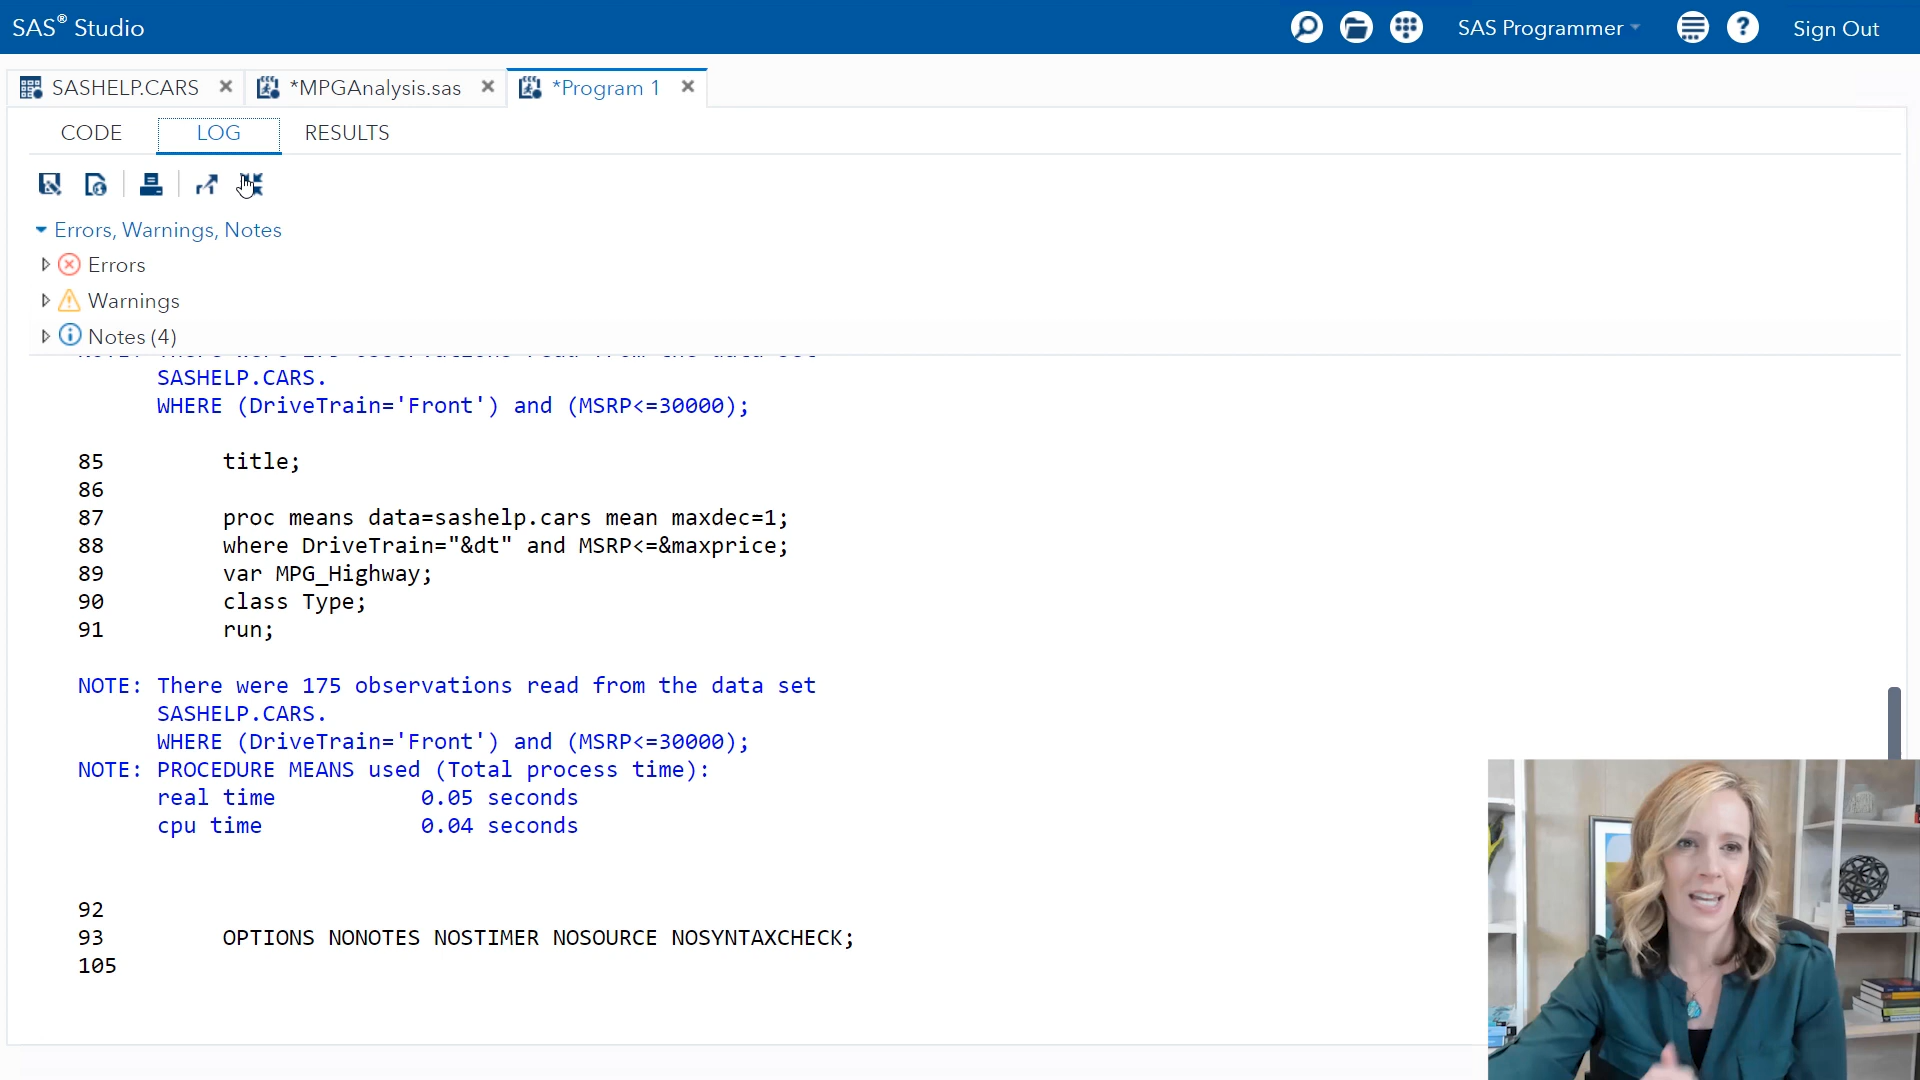 SAS® Studio
SAS Programmer
Sign Out
SASHELP.CARS
*MPGAnalysis.sas
*Program 1
CODE
LOG
RESULTS
Errors, Warnings, Notes
Errors
Warnings
Notes (4)
SASHELP.CARS.
WHERE (DriveTrain='Front') and (MSRP<=30000);
85 title;
86
87 proc means data=sashelp.cars mean maxdec=1;
88 where DriveTrain="&dt" and MSRP<=&maxprice;
89 var MPG_Highway;
90 class Type;
91 run;
NOTE: There were 175 observations read from the data set
SASHELP.CARS.
WHERE (DriveTrain='Front') and (MSRP<=30000);
NOTE: PROCEDURE MEANS used (Total process time):
real time 0.05 seconds
cpu time 0.04 seconds
92
93 OPTIONS NONOTES NOSTIMER NOSOURCE NOSYNTAXCHECK;
105